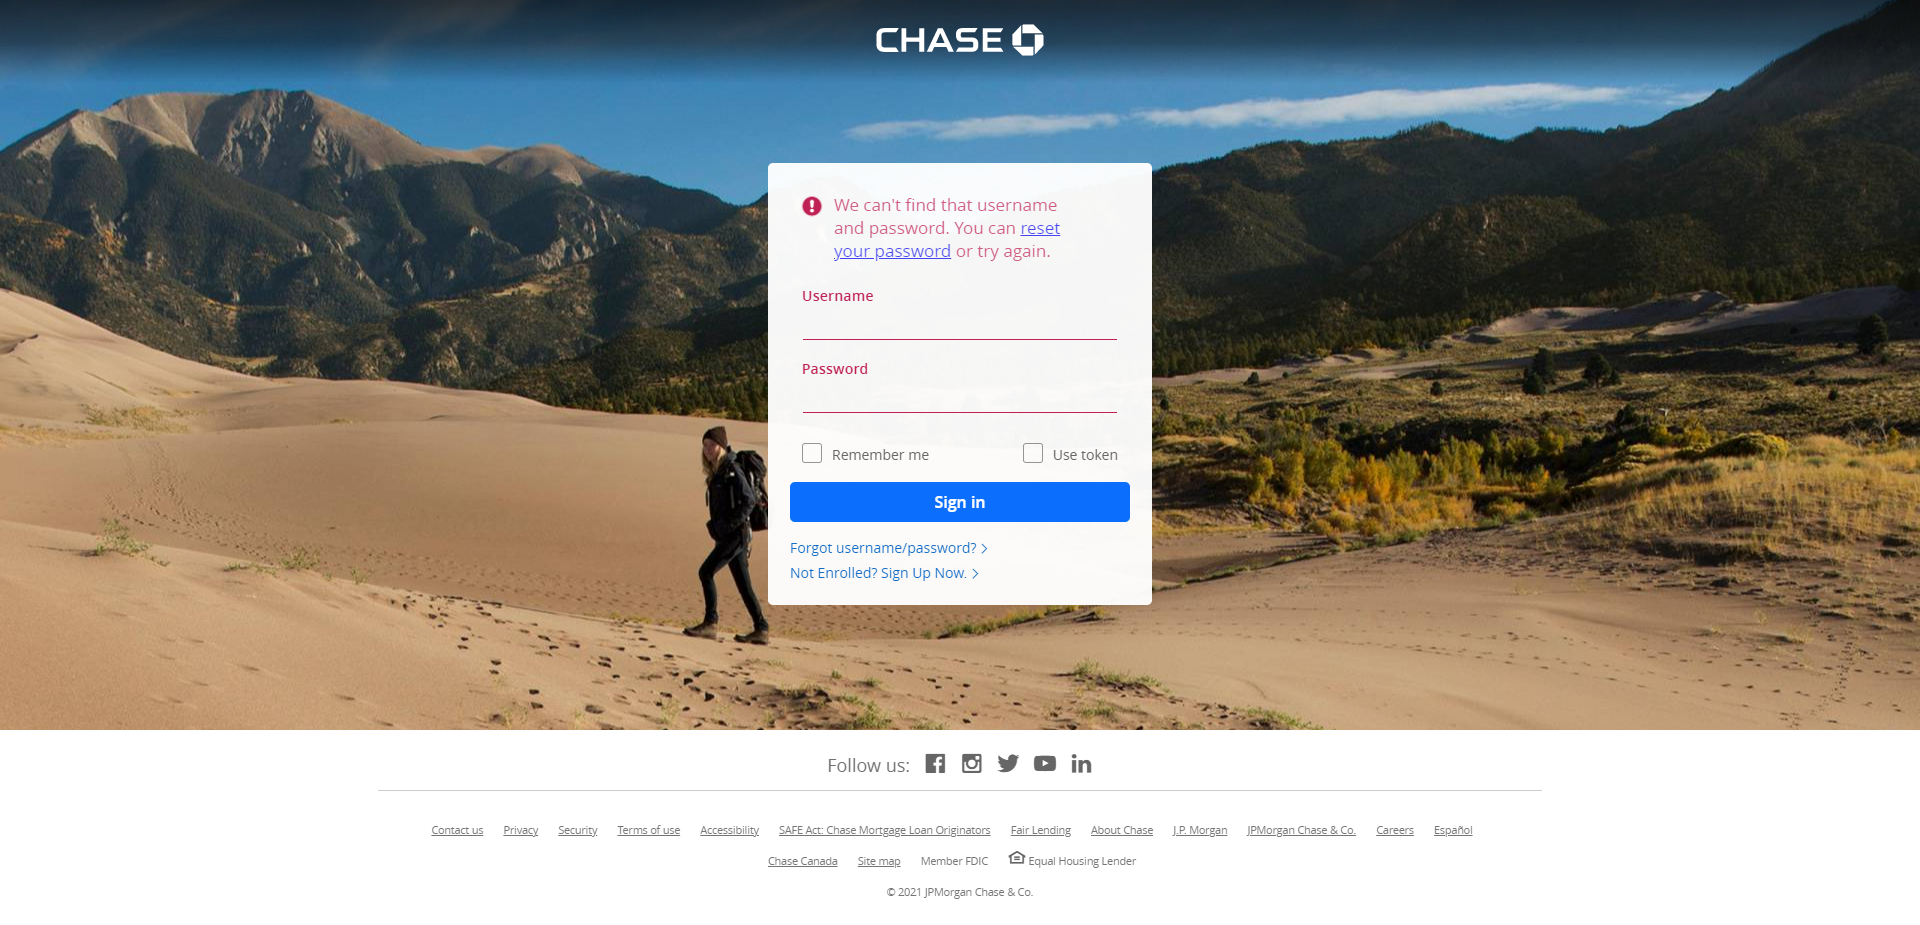 CHASE
We can't find that username
and password. You can reset
your password or try again.
Username
Password
Remember me
Use token
Sign in
Forgot username/password?
Not Enrolled? Sign Up Now.
Follow us:
Contact us Privacy Security Terms of use Accessibility SAFE Act: Chase Mortgage Loan Originators Fair Lending About Chase J.P. Morgan JPMorgan Chase & Co. Careers Español
Chase Canada Site map Member FDIC Equal Housing Lender
© 2021 JPMorgan Chase & Co.